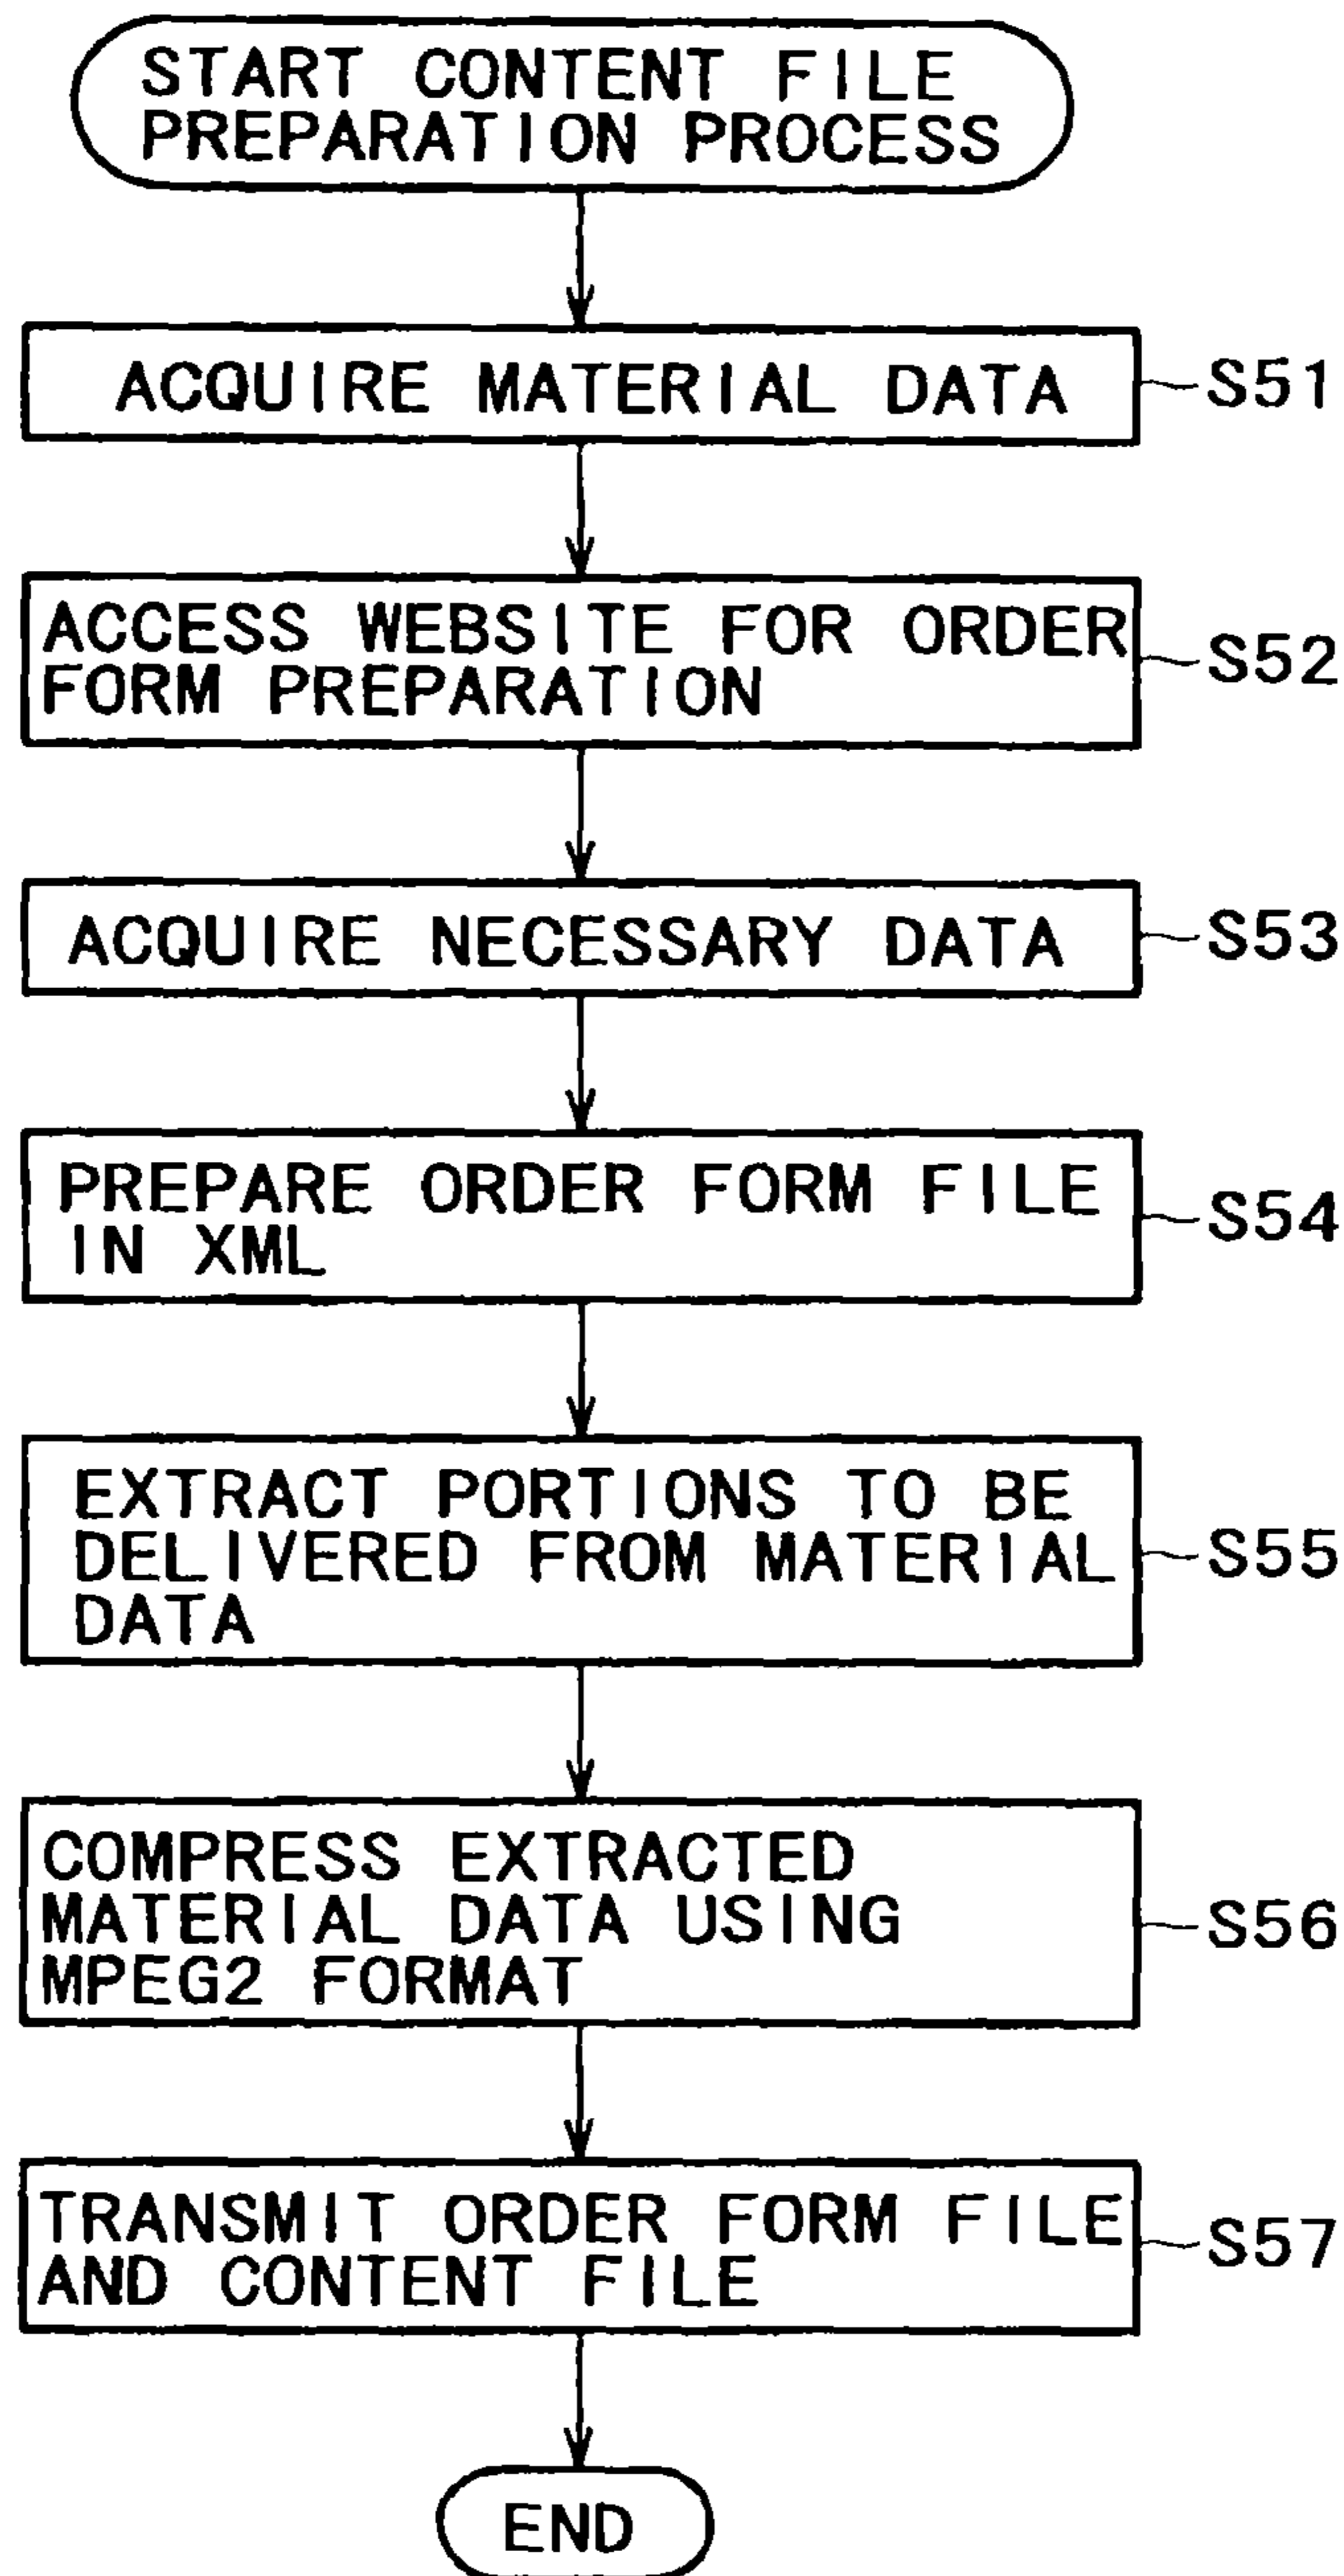 START CONTENT FILE
PREPARATION PROCESS
ACQUIRE MATERIAL DATA
S51
ACCESS WEBSITE FOR ORDER
FORM PREPARATION
S52
ACQUIRE NECESSARY DATA
S53
PREPARE ORDER FORM FILE
IN XML
S54
EXTRACT PORTIONS TO BE
DELIVERED FROM MATERIAL
DATA
S55
COMPRESS EXTRACTED
MATERIAL DATA USING
MPEG2 FORMAT
S56
TRANSMIT ORDER FORM FILE
AND CONTENT FILE
S57
END